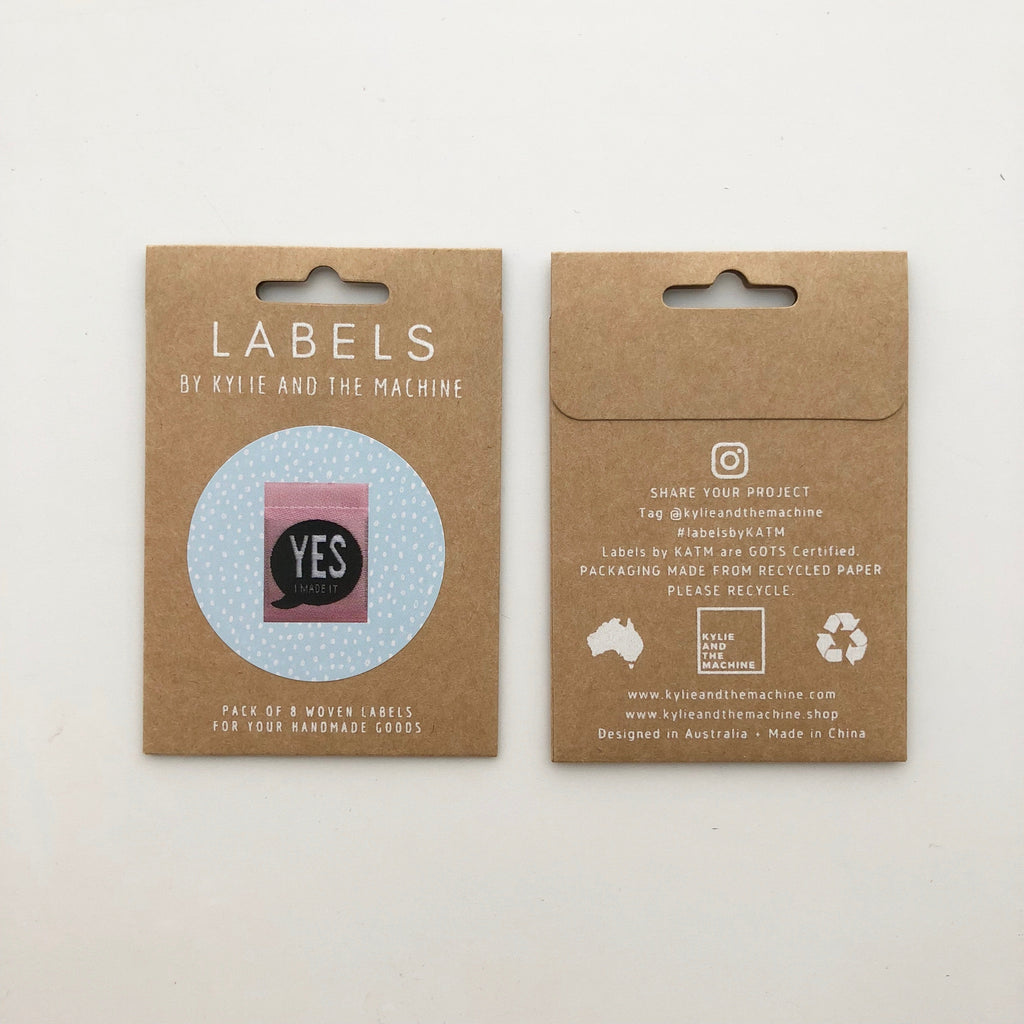 LABELS
BY KYLIE AND THE MACHINE
YES
I MADE IT
PACK OF 8 WOVEN LABELS
FOR YOUR HANDMADE GOODS
SHARE YOUR PROJECT
Tag @kylieandthemachine
#labelsbyKATM
Labels by KATM are GOTS Certified.
PACKAGING MADE FROM RECYCLED PAPER
PLEASE RECYCLE.
KYLIE
AND
THE
MACHINE
www.kylieandthemachine.com
www.kylieandthemachine.shop
Designed in Australia • Made in China